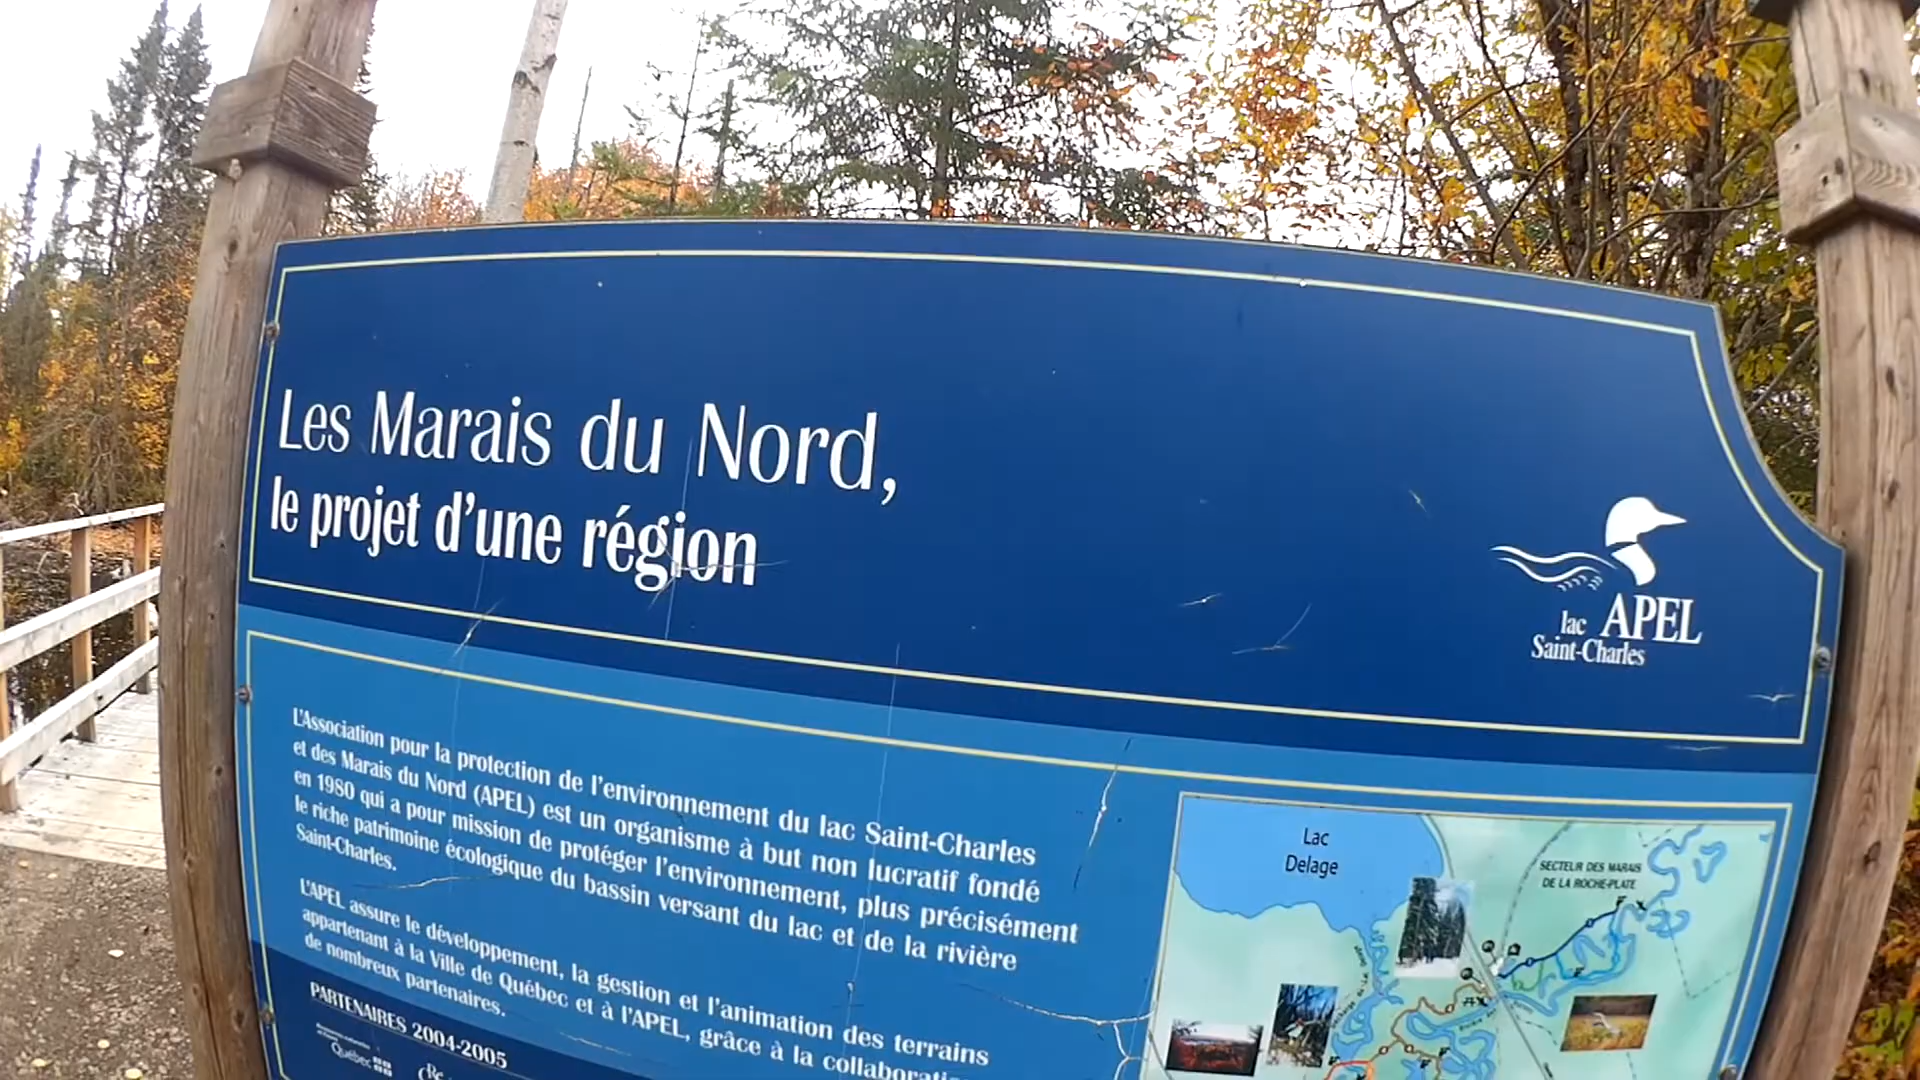 Les Marais du Nord,
le projet d'une région
lac APEL
Saint-Charles
L'Association pour la protection de l'environnement du lac Saint-Charles
et des Marais du Nord (APEL) est un organisme à but non lucratif fondé
en 1980 qui a pour mission de protéger l'environnement, plus précisément
le riche patrimoine écologique du bassin versant du lac et de la rivière
Saint-Charles.
L'APEL assure le développement, la gestion et l'animation des terrains
appartenant à la Ville de Québec et à l'APEL, grâce à la
de nombreux partenaires.
PARTENAIRES 2004-2005
Québec
Lac
Delage
SECTEUR DES MARAIS
DE LA ROCHE-PLATE